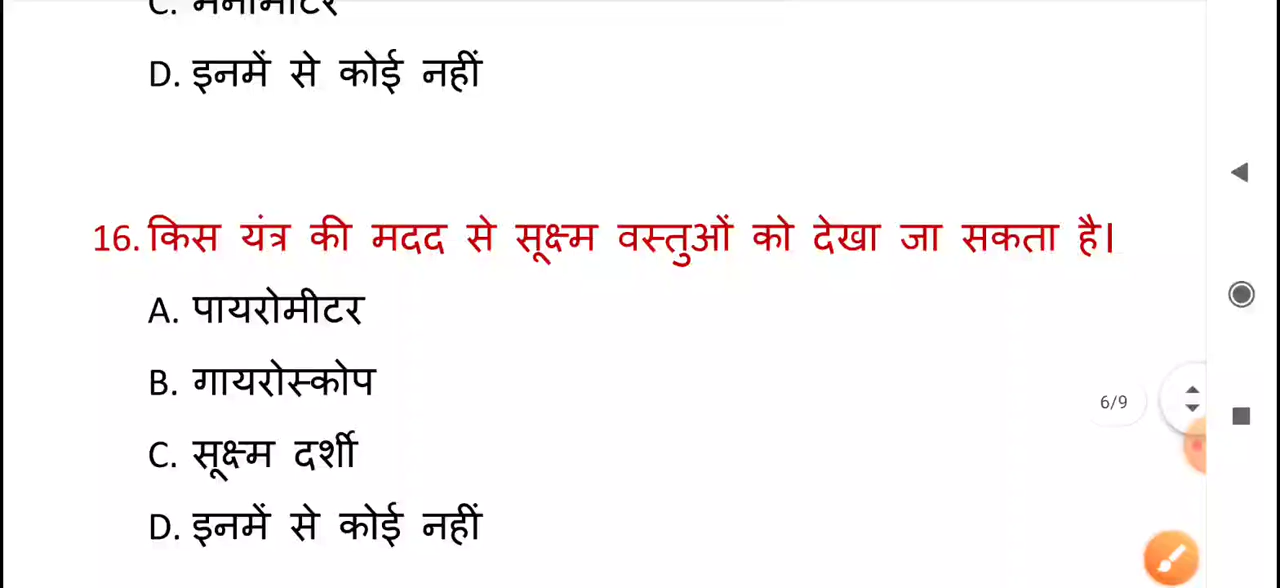 D. इनमें से कोई नहीं
16. किस यंत्र की मदद से सूक्ष्म वस्तुओं को देखा जा सकता है।
A. पायरोमीटर
B. गायरोस्कोप
6/9
C. सूक्ष्म दर्शी
D. इनमें से कोई नहीं